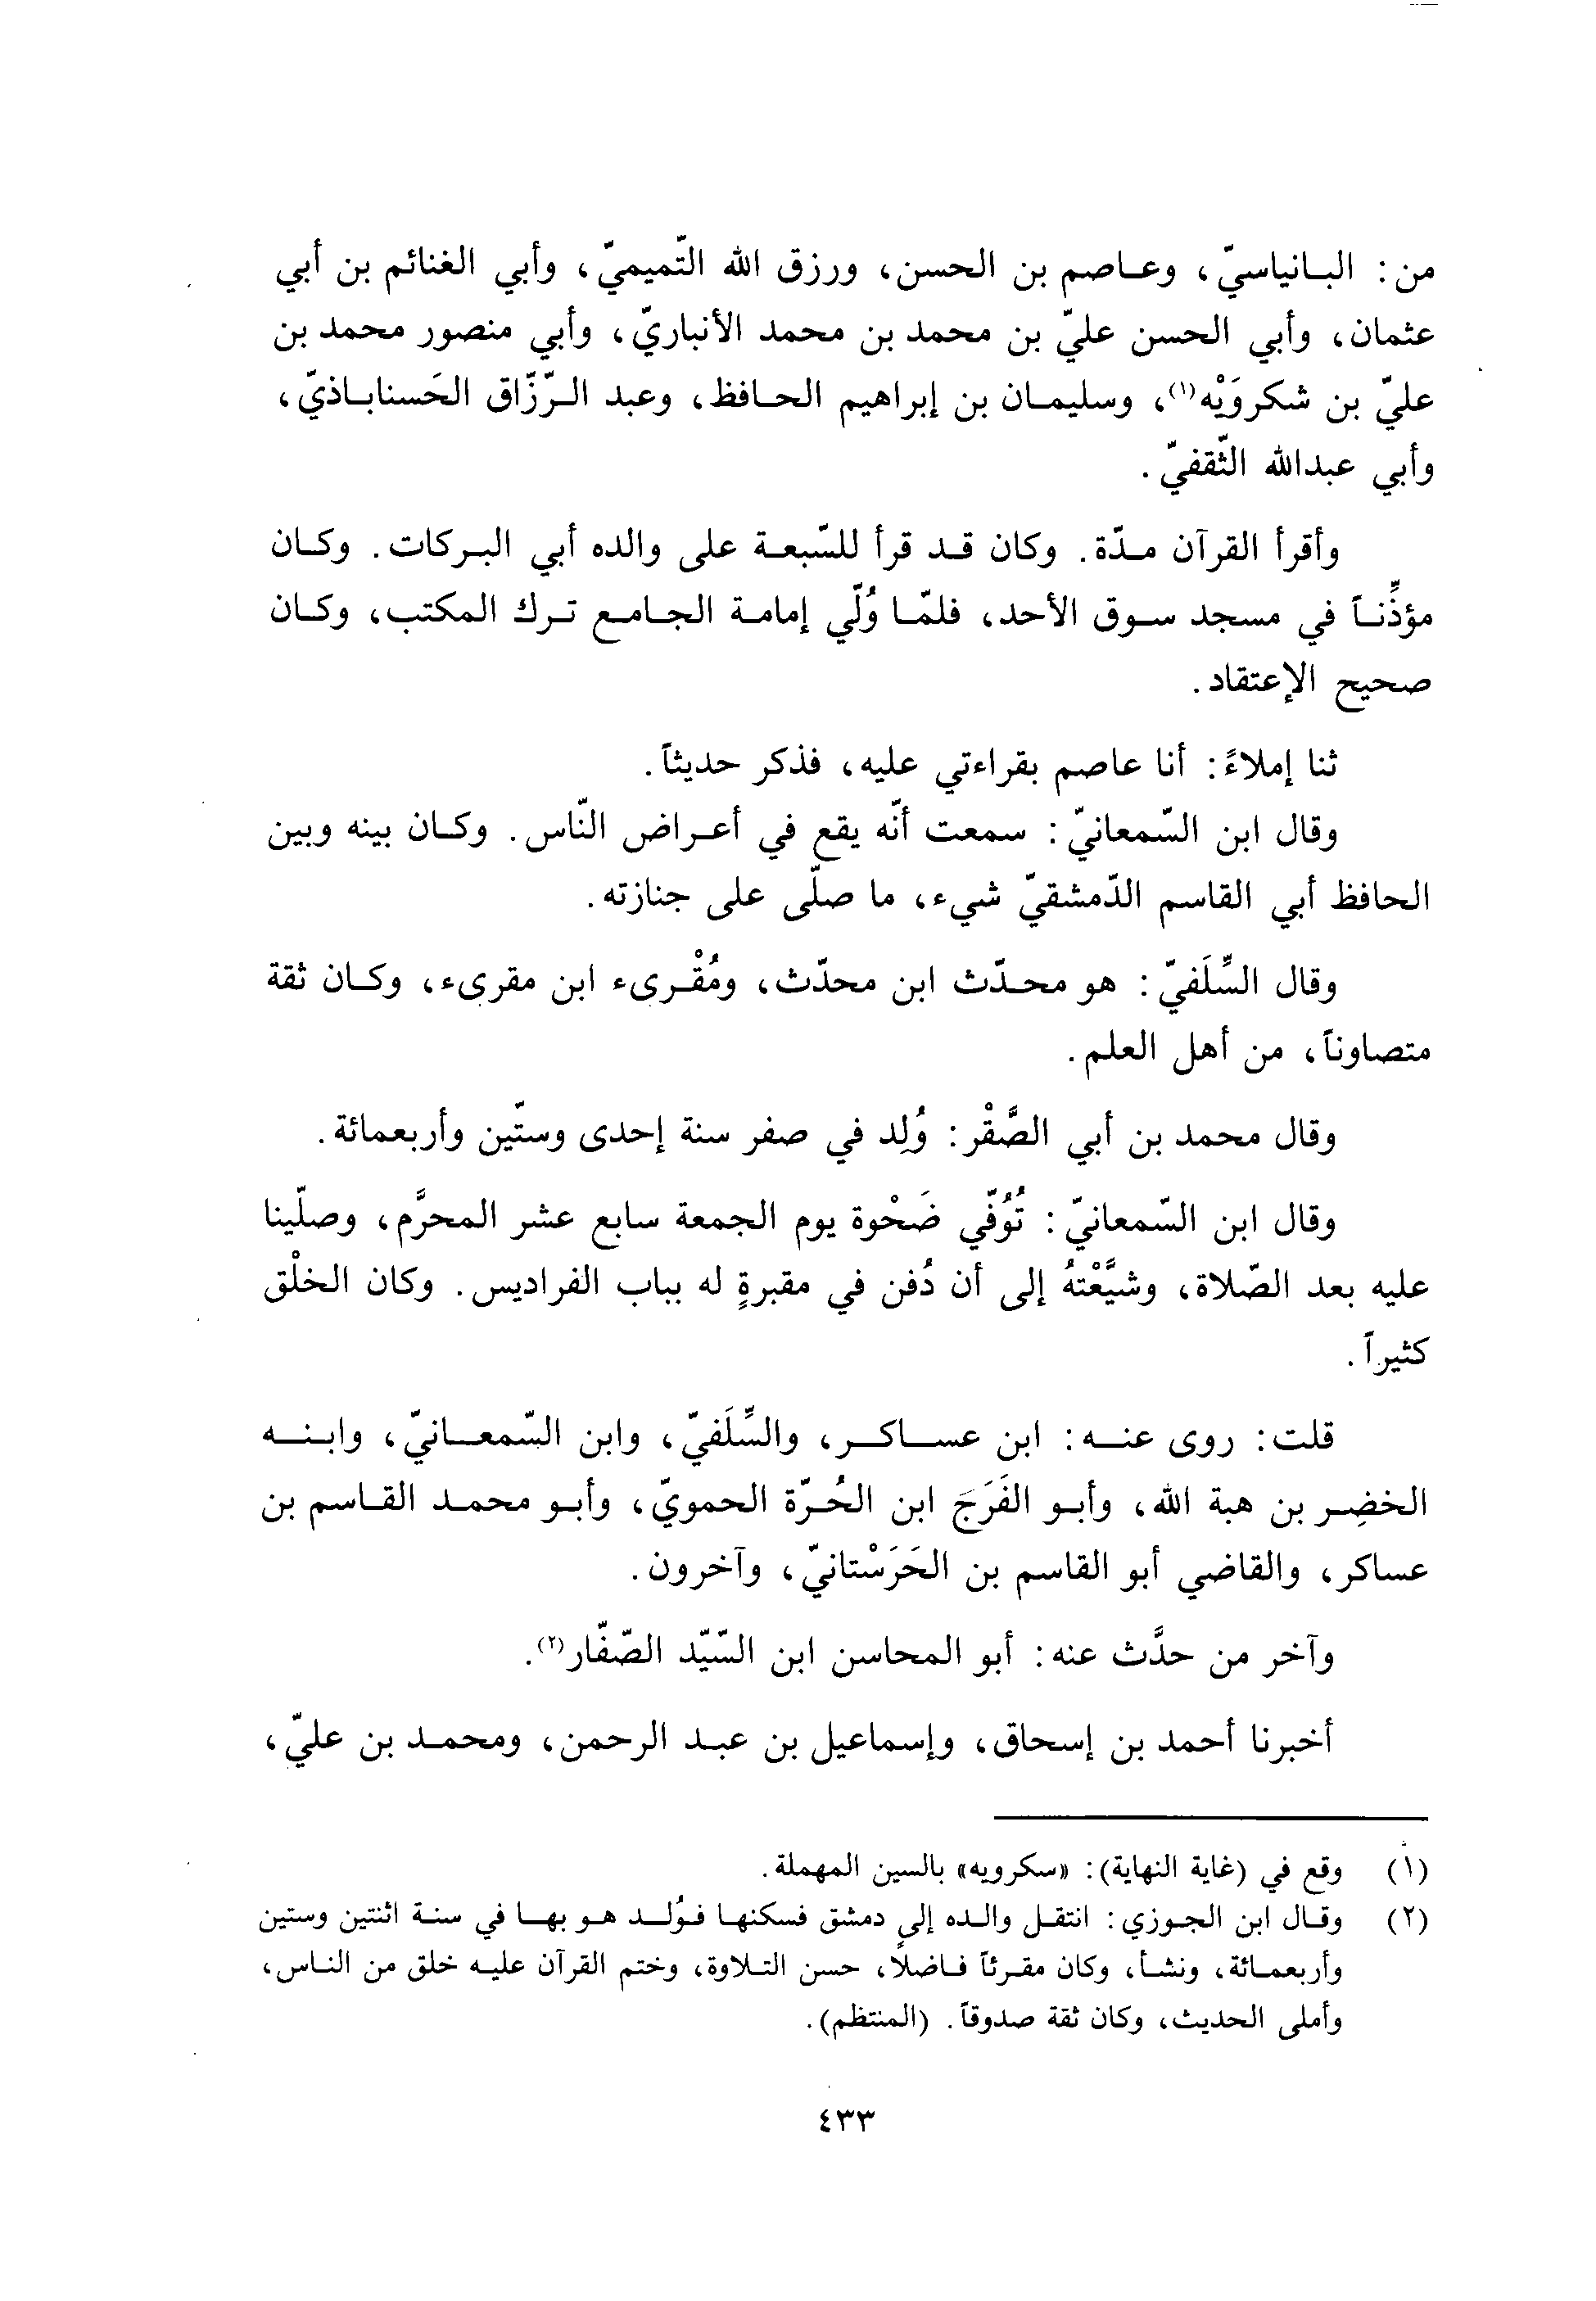 من: البانياسيّ، وعاصم بن الحسن، ورزق الله التّميميّ، وأبي الغنائم بن أبي
عثمان، وأبي الحسن عليّ بن محمد بن محمد الأنباريّ، وأبي منصور محمد بن
عليّ بن شكروَيْه(١)، وسليمان بن إبراهيم الحافظ، وعبد الرّزّاق الحَسناباذيّ،
وأبي عبدالله الثّقفيّ.
وأقرأ القرآن مدّة. وكان قد قرأ للسّبعة على والده أبي البركات. وكان
مؤذِّناً في مسجد سوق الأحد، فلمّا وُلّي إمامة الجامع ترك المكتب، وكان
صحيح الإعتقاد.
ثنا إملاءً: أنا عاصم بقراءتي عليه، فذكر حديثاً.
وقال ابن السّمعانيّ: سمعت أنّه يقع في أعراض النّاس. وكان بينه وبين
الحافظ أبي القاسم الدّمشقيّ شيء، ما صلّى على جنازته.
وقال السِّلَفيّ: هو محدّث ابن محدّث، ومُقْرىء ابن مقرىء، وكان ثقة
متصاوناً، من أهل العلم.
وقال محمد بن أبي الصَّقْر: وُلِد في صفر سنة إحدى وستّين وأربعمائة.
وقال ابن السّمعانيّ: تُوُفّي ضَحْوة يوم الجمعة سابع عشر المحرَّم، وصلّينا
عليه بعد الصّلاة، وشيَّعْتهُ إلى أن دُفن في مقبرةٍ له بباب الفراديس. وكان الخلْق
كثيراً.
قلت: روى عنه: ابن عساكر، والسِّلَفيّ، وابن السّمعانيّ، وابنه
الخضِر بن هبة الله، وأبو الفَرَجَ ابن الحُرّة الحمويّ، وأبو محمد القاسم بن
عساكر، والقاضي أبو القاسم بن الحَرَسْتانيّ، وآخرون.
وآخر من حدَّث عنه: أبو المحاسن ابن السّيّد الصّفّار(٢).
أخبرنا أحمد بن إسحاق، وإسماعيل بن عبد الرحمن، ومحمد بن عليّ،
(١) وقع في (غاية النهاية): «سكرويه» بالسين المهملة.
(٢) وقال ابن الجوزي: انتقل والده إلى دمشق فسكنها فوُلد هو بها في سنة اثنتين وستين
وأربعمائة، ونشأ، وكان مقرئاً فاضلاً، حسن التلاوة، وختم القرآن عليه خلق من الناس،
وأملى الحديث، وكان ثقة صدوقاً. (المنتظم).
٤٣٣